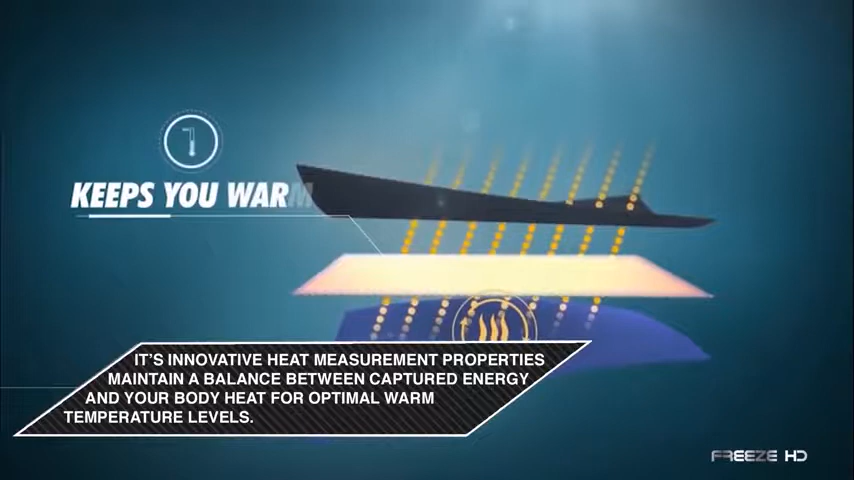 KEEPS YOU WARM
IT'S INNOVATIVE HEAT MEASUREMENT PROPERTIES
MAINTAIN A BALANCE BETWEEN CAPTURED ENERGY
AND YOUR BODY HEAT FOR OPTIMAL WARM
TEMPERATURE LEVELS.
FREEZE HD